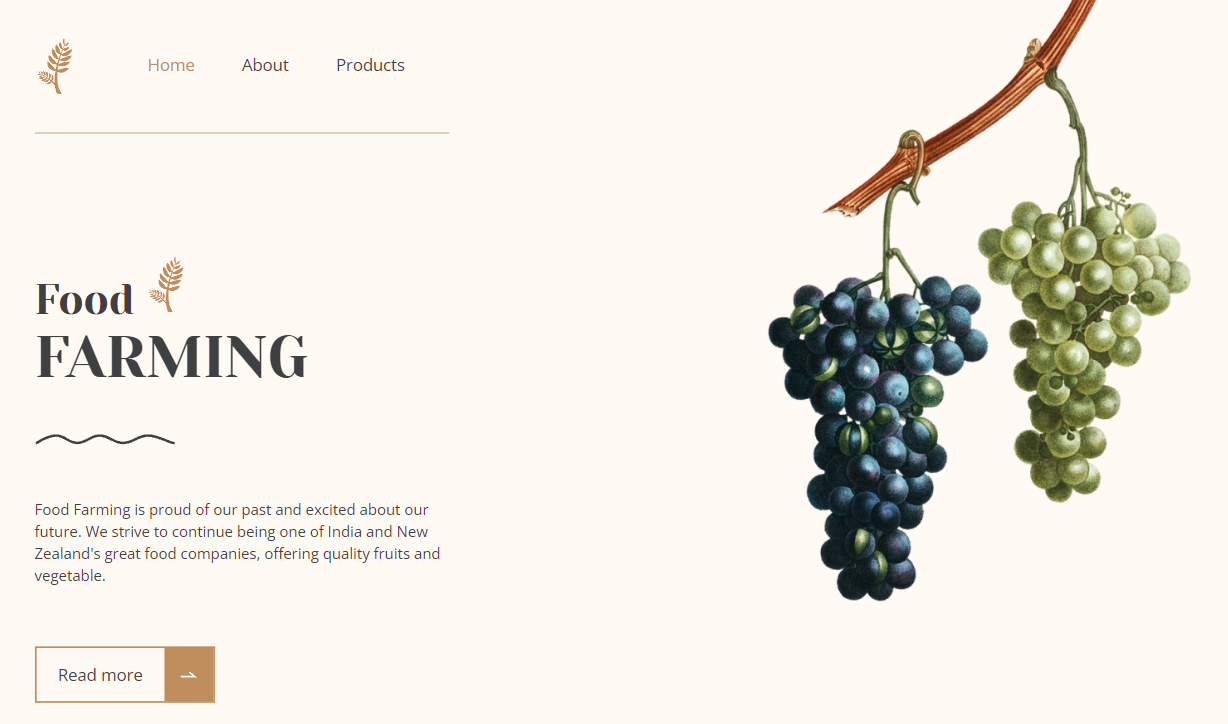 Home About Products
Food
FARMING
Food Farming is proud of our past and excited about our
future. We strive to continue being one of India and New
Zealand's great food companies, offering quality fruits and
vegetable.
Read more